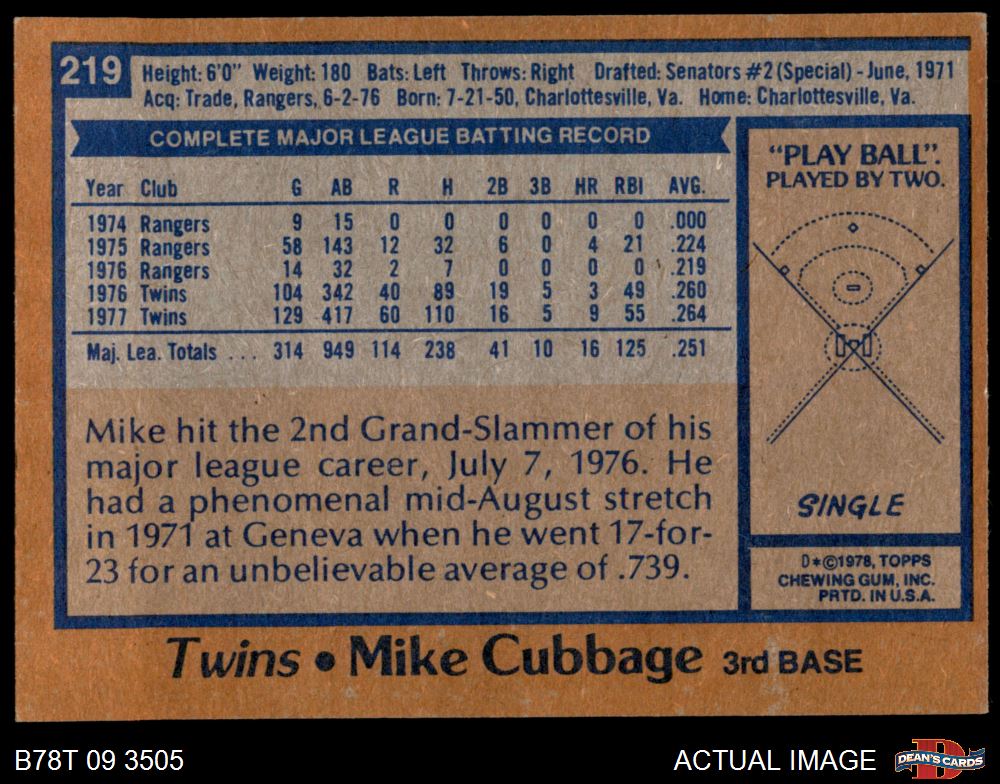 219
Height: 6'0" Weight: 180 Bats: Left Throws: Right Drafted: Senators #2 (Special) - June, 1971
Acq: Trade, Rangers, 6-2-76 Born: 7-21-50, Charlottesville, Va. Home: Charlottesville, Va.
COMPLETE MAJOR LEAGUE BATTING RECORD
Year Club G AB R H 2B 3B HR RBI AVG.
1974 Rangers 9 15 0 0 0 0 0 0 .000
1975 Rangers 58 143 12 32 6 0 4 21 .224
1976 Rangers 14 32 2 7 0 0 0 0 .219
1976 Twins 104 342 40 89 19 5 3 49 .260
1977 Twins 129 417 60 110 16 5 9 55 .264
Maj. Lea. Totals . . . 314 949 114 238 41 10 16 125 .251
Mike hit the 2nd Grand-Slammer of his
major league career, July 7, 1976. He
had a phenomenal mid-August stretch
in 1971 at Geneva when he went 17-for-
23 for an unbelievable average of .739.
"PLAY BALL".
PLAYED BY TWO.
SINGLE
D*©1978, TOPPS
CHEWING GUM, INC.
PRTD. IN U.S.A.
Twins • Mike Cubbage 3rd BASE
B78T 09 3505
ACTUAL IMAGE
DEAN'S CARDS